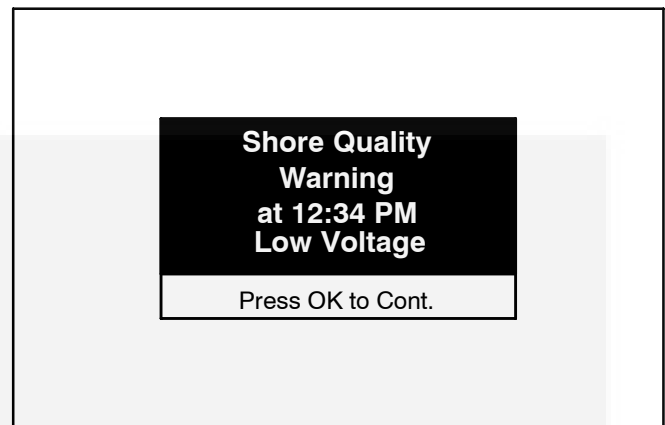 Shore Quality
Warning
at 12:34 PM
Low Voltage
Press OK to Cont.